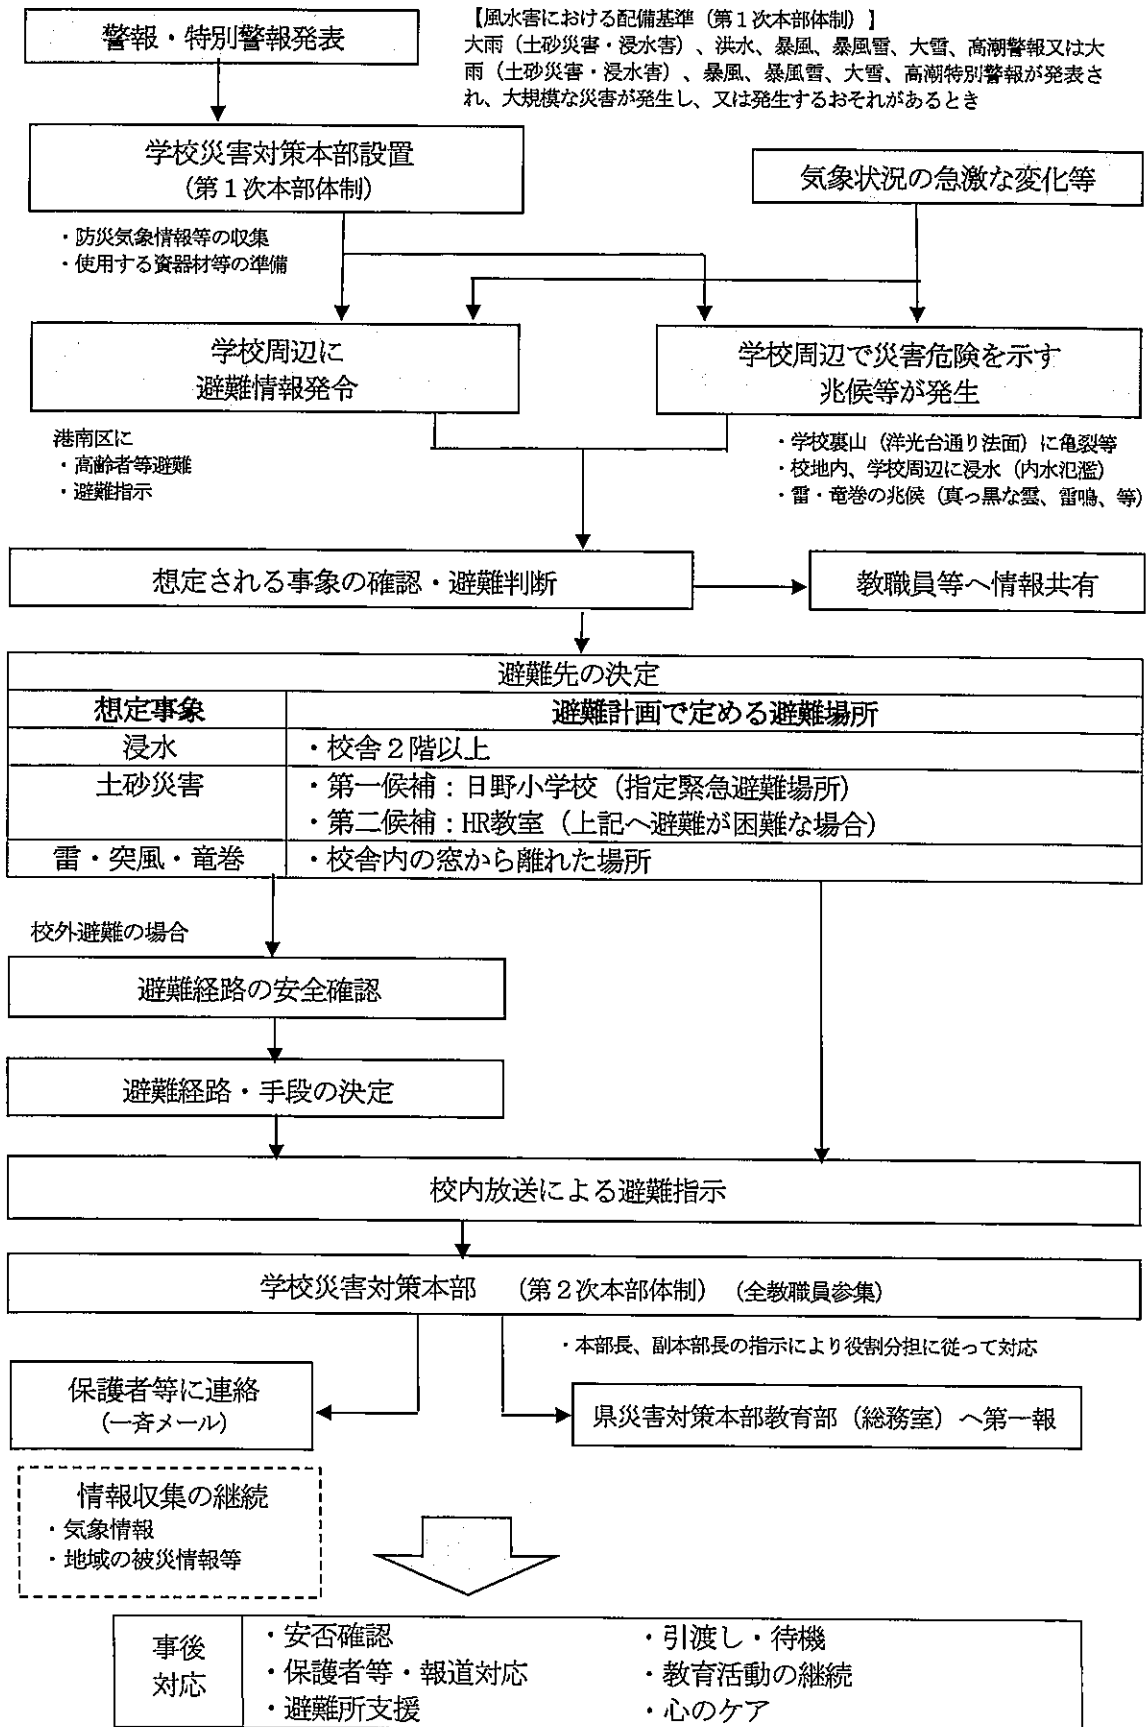 警報・特別警報発表
【風水害における配備基準（第１次本部体制）】
大雨（土砂災害・浸水害）、洪水、暴風、暴風雪、大雪、高潮警報又は大
雨（土砂災害・浸水害）、暴風、暴風雪、大雪、高潮特別警報が発表さ
れ、大規模な災害が発生し、又は発生するおそれがあるとき
学校災害対策本部設置
（第１次本部体制）
気象状況の急激な変化等
・防災気象情報等の収集
・使用する資器材等の準備
学校周辺に
避難情報発令
学校周辺で災害危険を示す
兆候等が発生
港南区に
・高齢者等避難
・避難指示
・学校裏山（洋光台通り法面）に亀裂等
・校地内、学校周辺に浸水（内水氾濫）
・雷・竜巻の兆候（真っ黒な雲、雷鳴、等）
想定される事象の確認・避難判断
教職員等へ情報共有
避難先の決定
想定事象
避難計画で定める避難場所
浸水
・校舎２階以上
土砂災害
・第一候補：日野小学校（指定緊急避難場所）
・第二候補：HR教室（上記へ避難が困難な場合）
雷・突風・竜巻
・校舎内の窓から離れた場所
校外避難の場合
避難経路の安全確認
避難経路・手段の決定
校内放送による避難指示
学校災害対策本部　（第２次本部体制）（全教職員参集）
・本部長、副本部長の指示により役割分担に従って対応
保護者等に連絡
（一斉メール）
県災害対策本部教育部（総務室）へ第一報
情報収集の継続
・気象情報
・地域の被災情報等
事後
対応
・安否確認
・保護者等・報道対応
・避難所支援
・引渡し・待機
・教育活動の継続
・心のケア